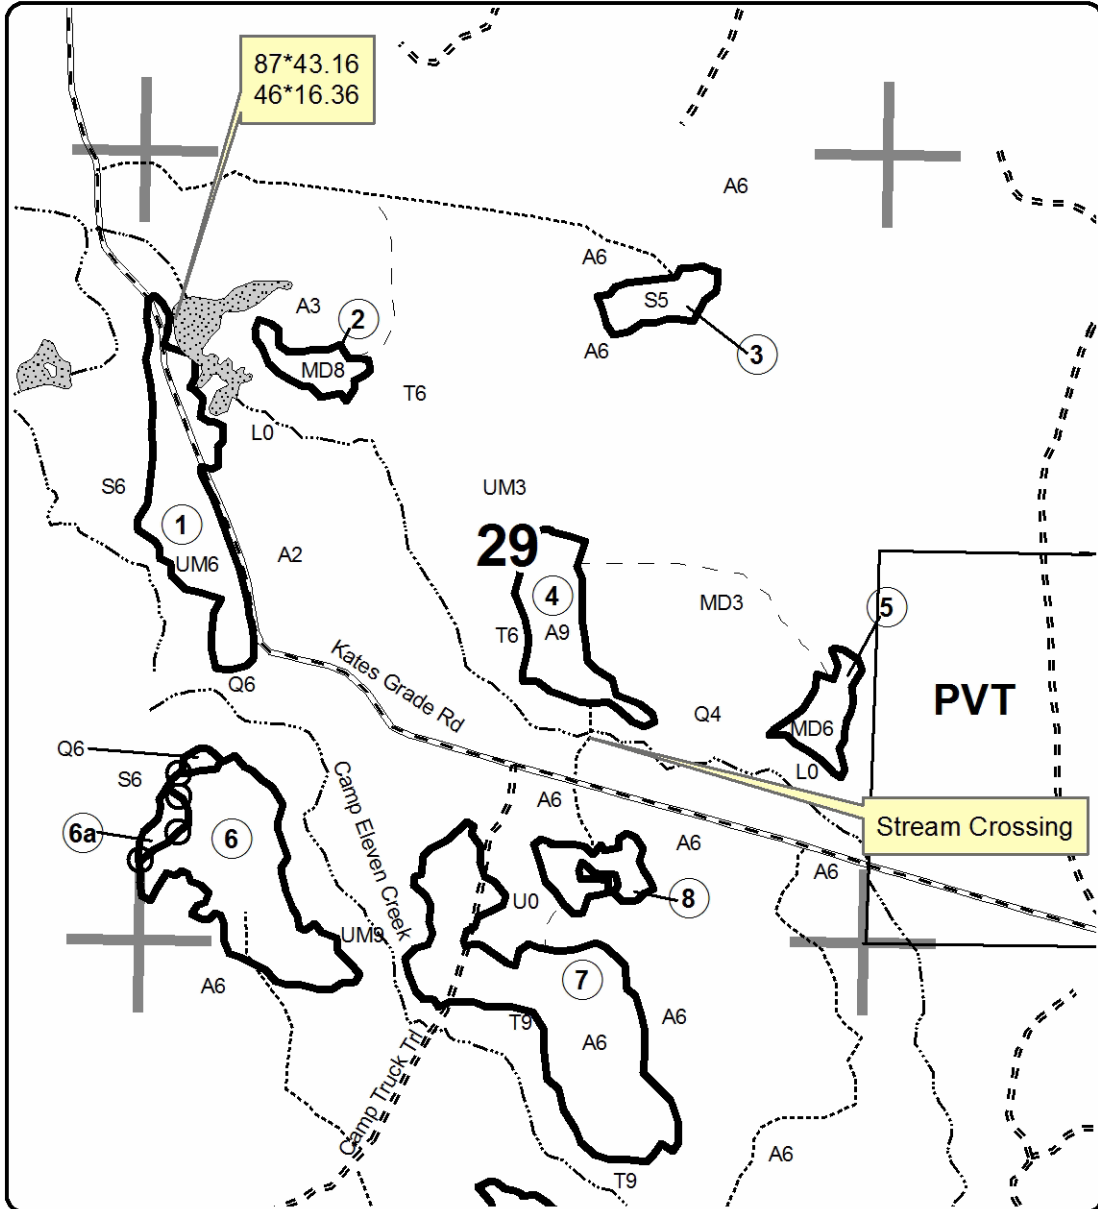 87*43.16
46*16.36
A6
A6
S5
A3
2
A6
3
MD8
T6
L0
S6
UM3
1
29
A2
UM6
4
MD3
5
T6
A9
Kates Grade Rd
Q6
PVT
Q4
MD6
Q6
L0
S6
Camp Eleven Creek
A6
Stream Crossing
6a
6
A6
A6
U0
8
UM9
7
A6
T9
A6
A6
Camp Truck Trl
A6
T9